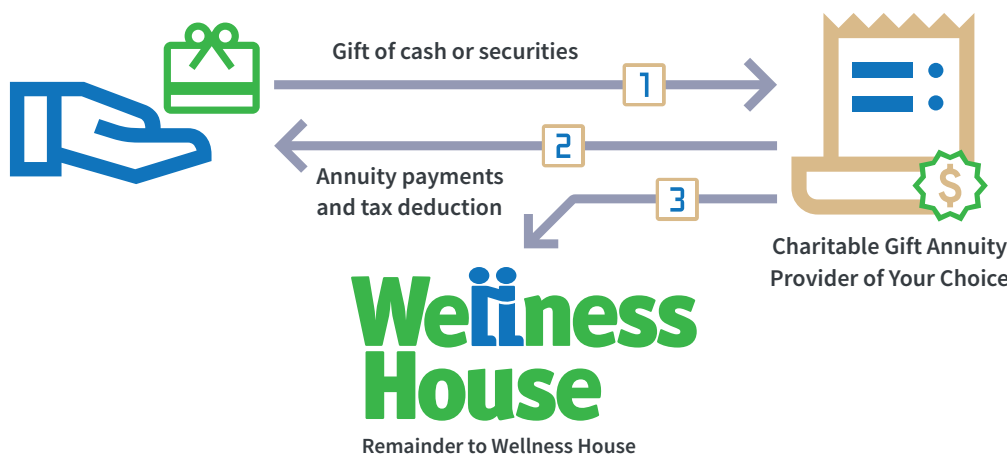 Gift of cash or securities
1
2
Annuity payments
and tax deduction
3
$
Charitable Gift Annuity
Provider of Your Choice
Wellness
House
Remainder to Wellness House